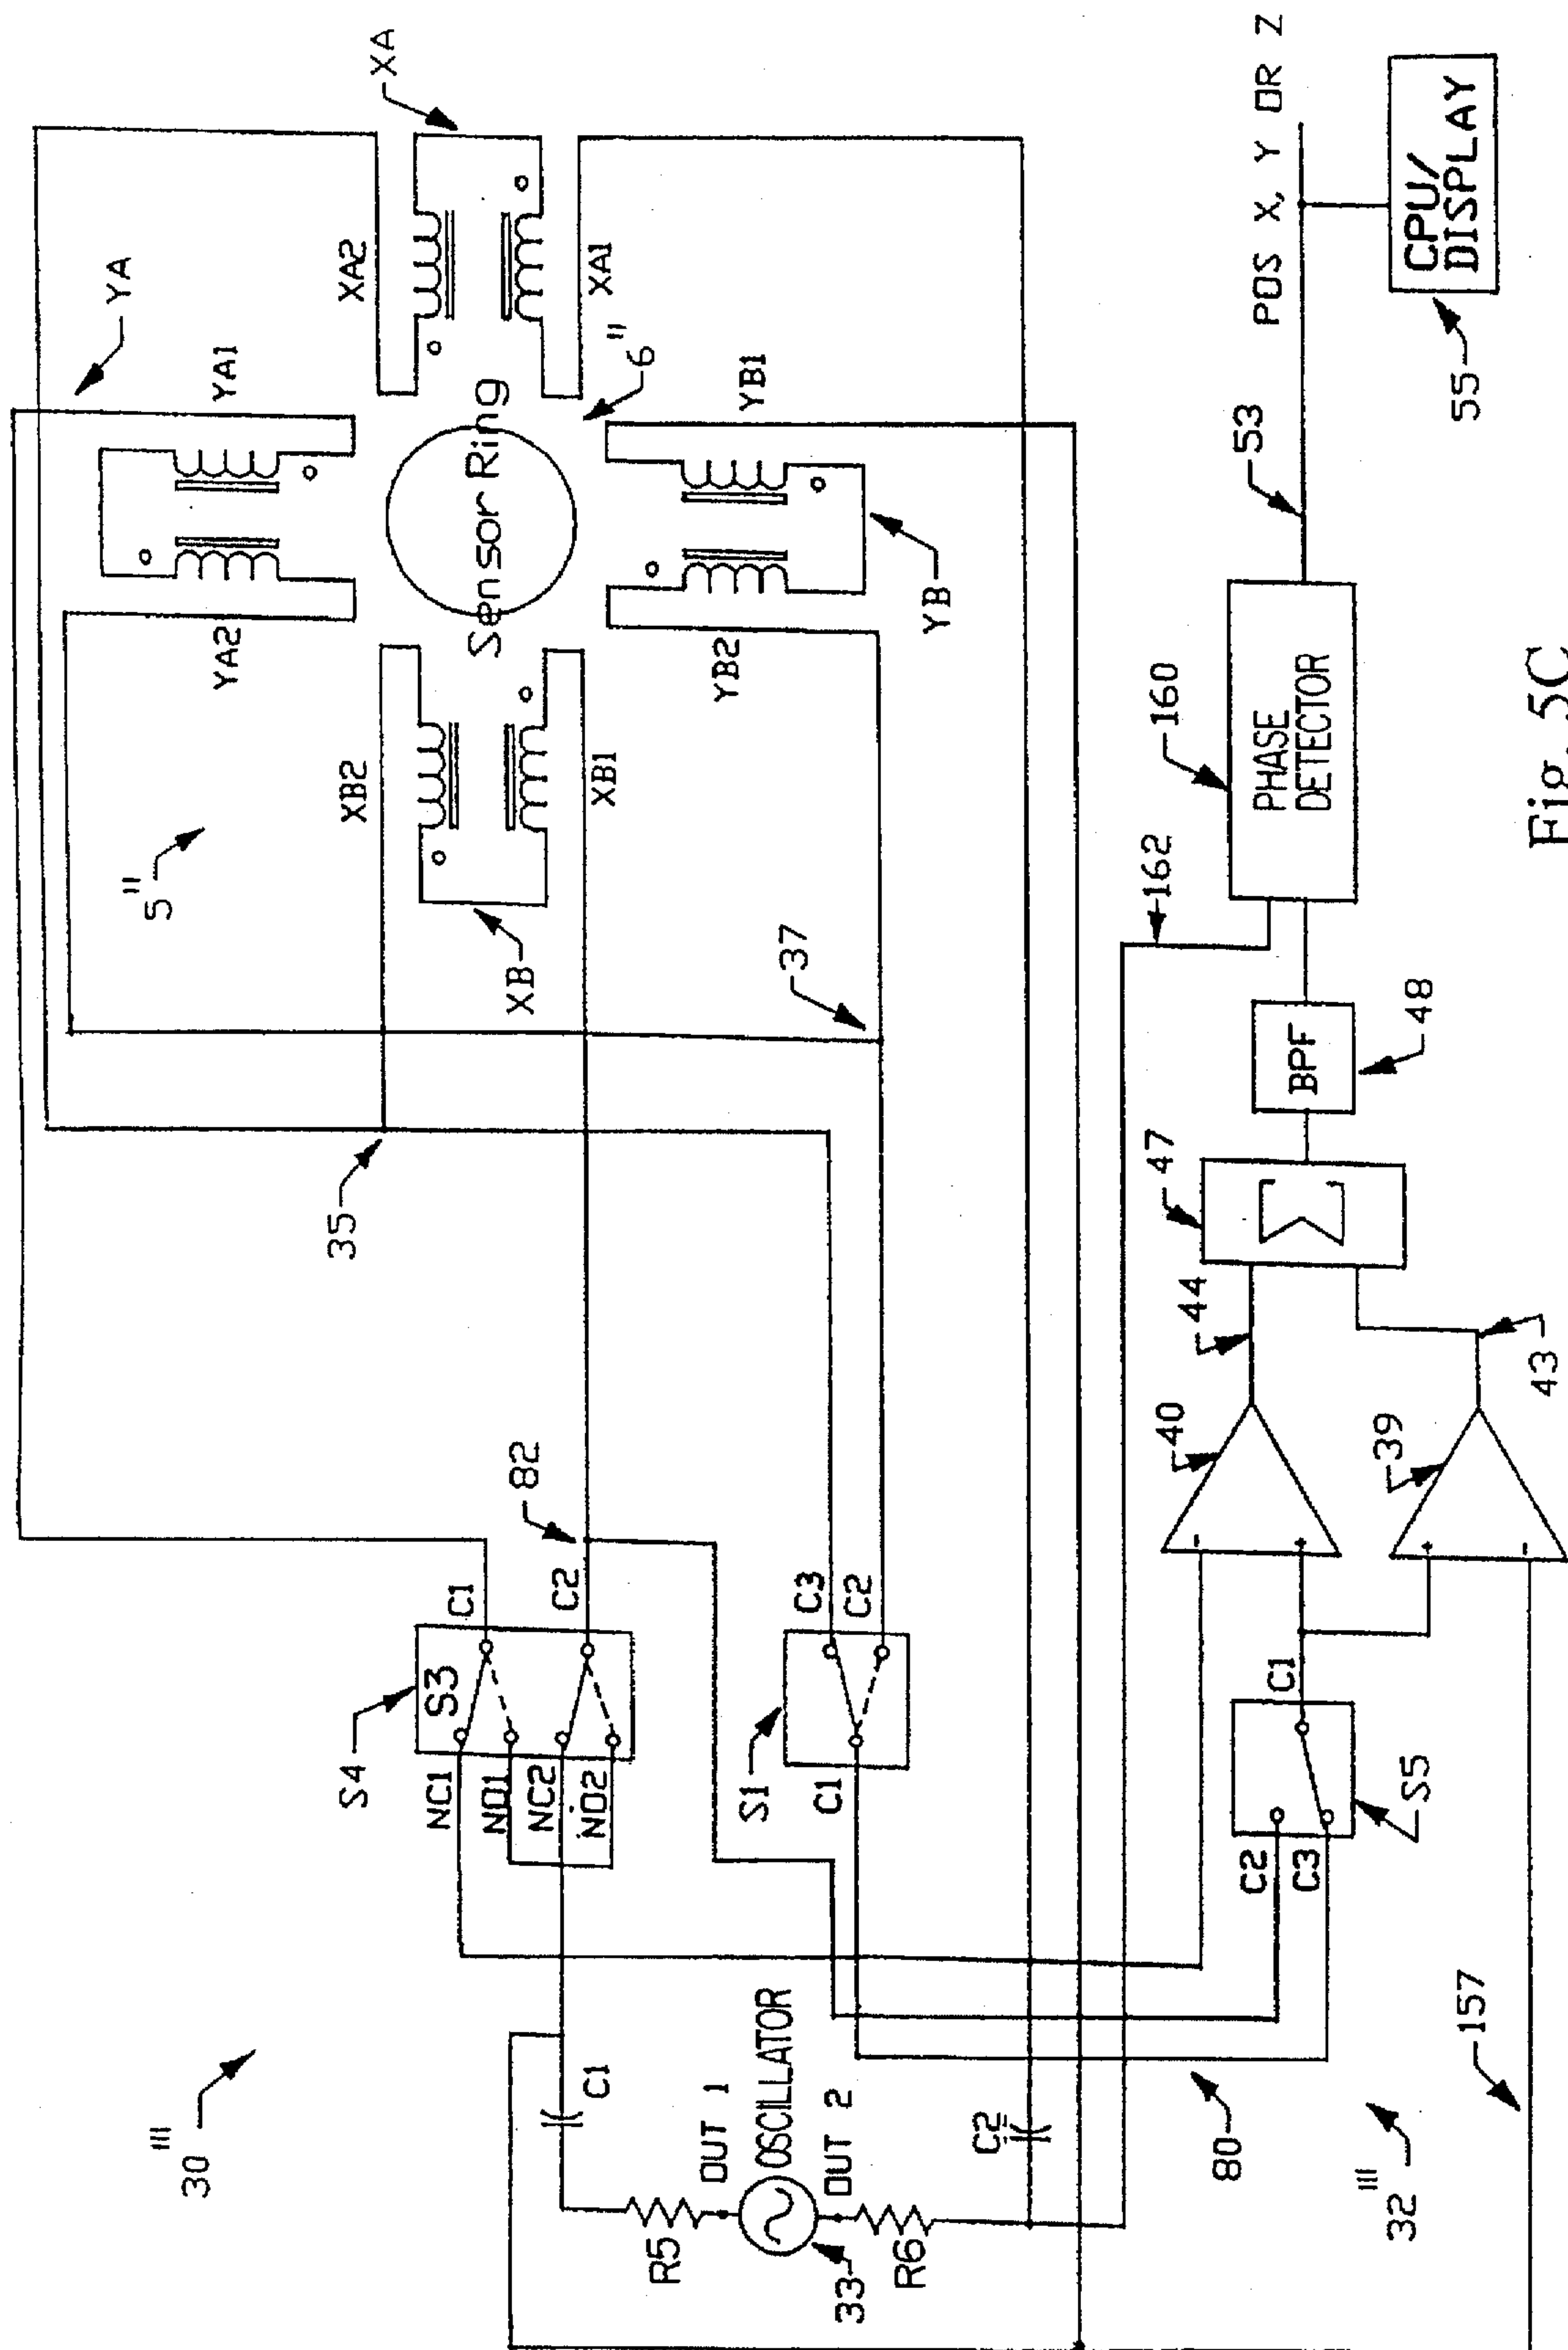 30'''
S4
S3
NC1
NO1
NC2
NO2
C1
C2
82
35
5"
XB2
XB1
XB
YA
YA1
YA2
XA2
XA1
XA
Sensor Ring
6"
YB1
YB2
YB
37
C1
R5
OUT 1
OSCILLATOR
OUT 2
33
R6
C2
S1
C1
C3
C2
80
32'''
157
C2
C3
C1
S5
-
+
40
+
-
39
44
43
47
Σ
BPF
48
162
160
PHASE
DETECTOR
53
POS X, Y OR Z
CPU/
DISPLAY
55
Fig. 5C